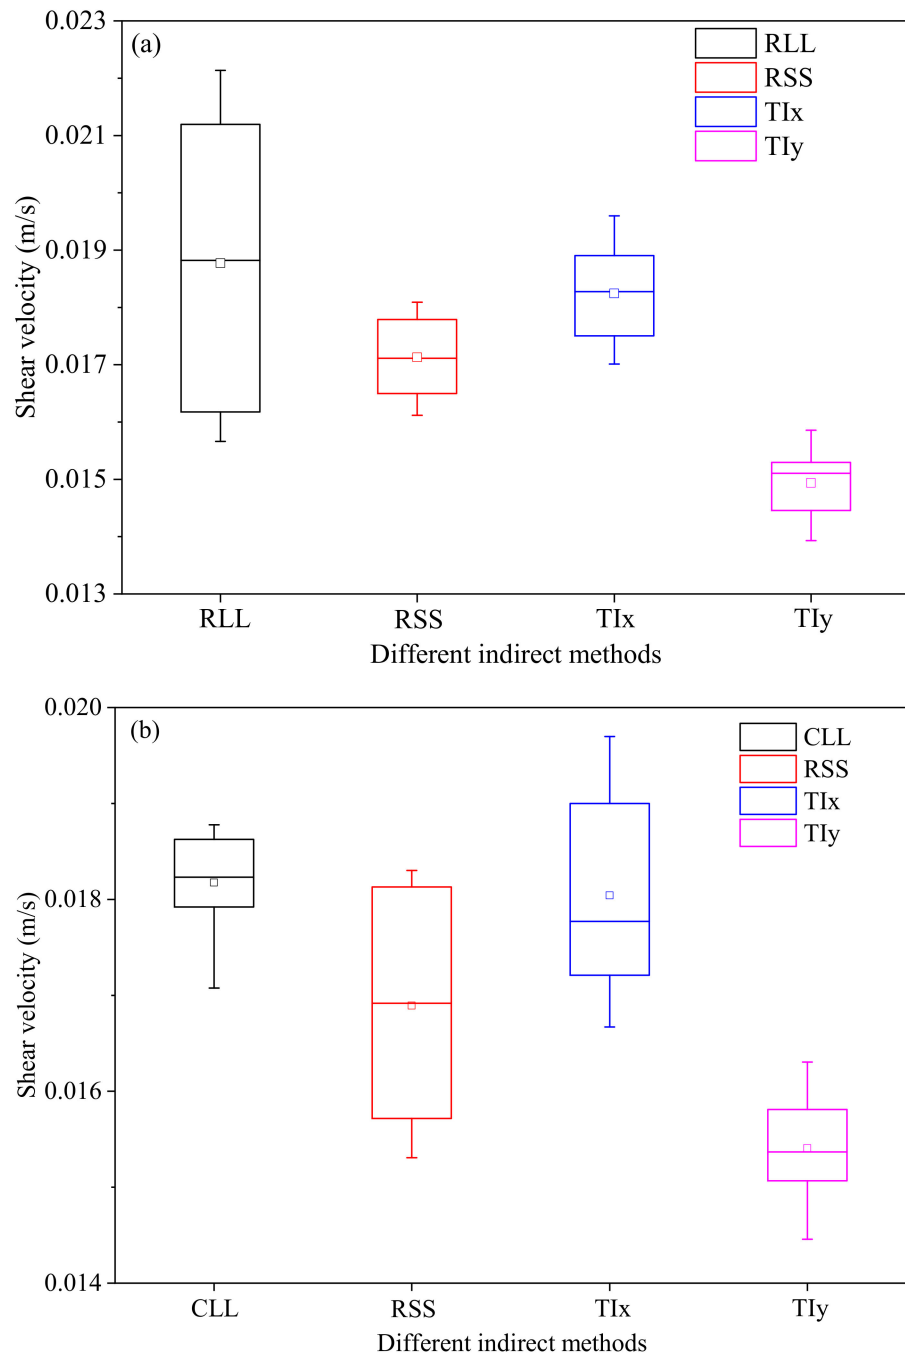 (a)
RLL
RSS
TIx
TIy
0.023
0.021
0.019
0.017
0.015
0.013
Shear velocity (m/s)
RLL RSS TIx TIy
Different indirect methods
(b)
CLL
RSS
TIx
TIy
0.020
0.018
0.016
0.014
Shear velocity (m/s)
CLL RSS TIx TIy
Different indirect methods